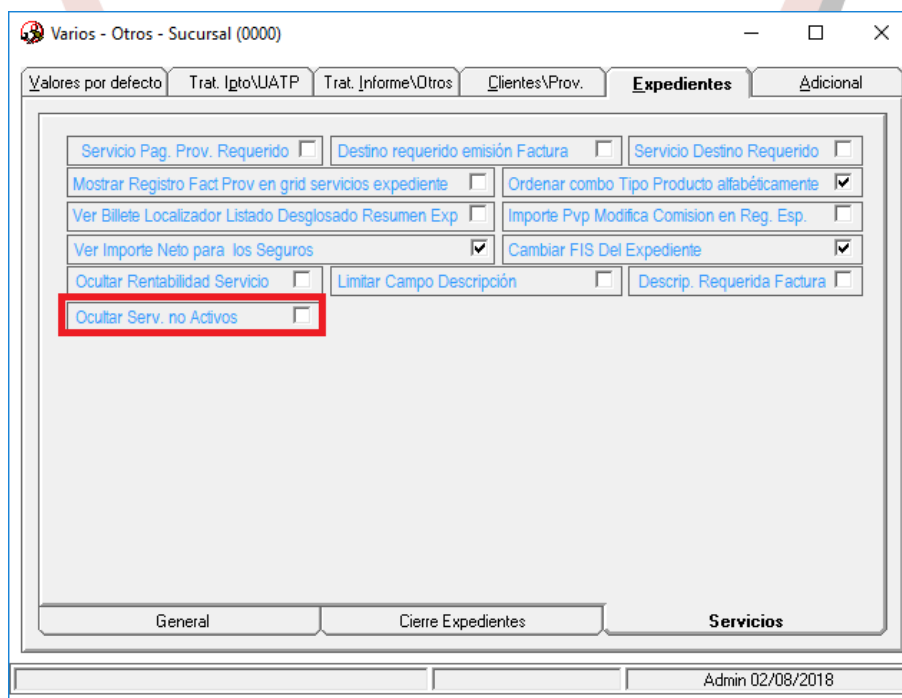 Varios - Otros - Sucursal (0000)
Valores por defecto Trat. Ipto\UATP Trat. Informe\Otros Clientes\Prov. Expedientes Adicional
Servicio Pag. Prov. Requerido Destino requerido emisión Factura Servicio Destino Requerido
Mostrar Registro Fact Prov en grid servicios expediente Ordenar combo Tipo Producto alfabéticamente
Ver Billete Localizador Listado Desglosado Resumen Exp Importe Pvp Modifica Comision en Reg. Esp.
Ver Importe Neto para los Seguros Cambiar FIS Del Expediente
Ocultar Rentabilidad Servicio Limitar Campo Descripción Descrip. Requerida Factura
Ocultar Serv. no Activos
General Cierre Expedientes Servicios
Admin 02/08/2018